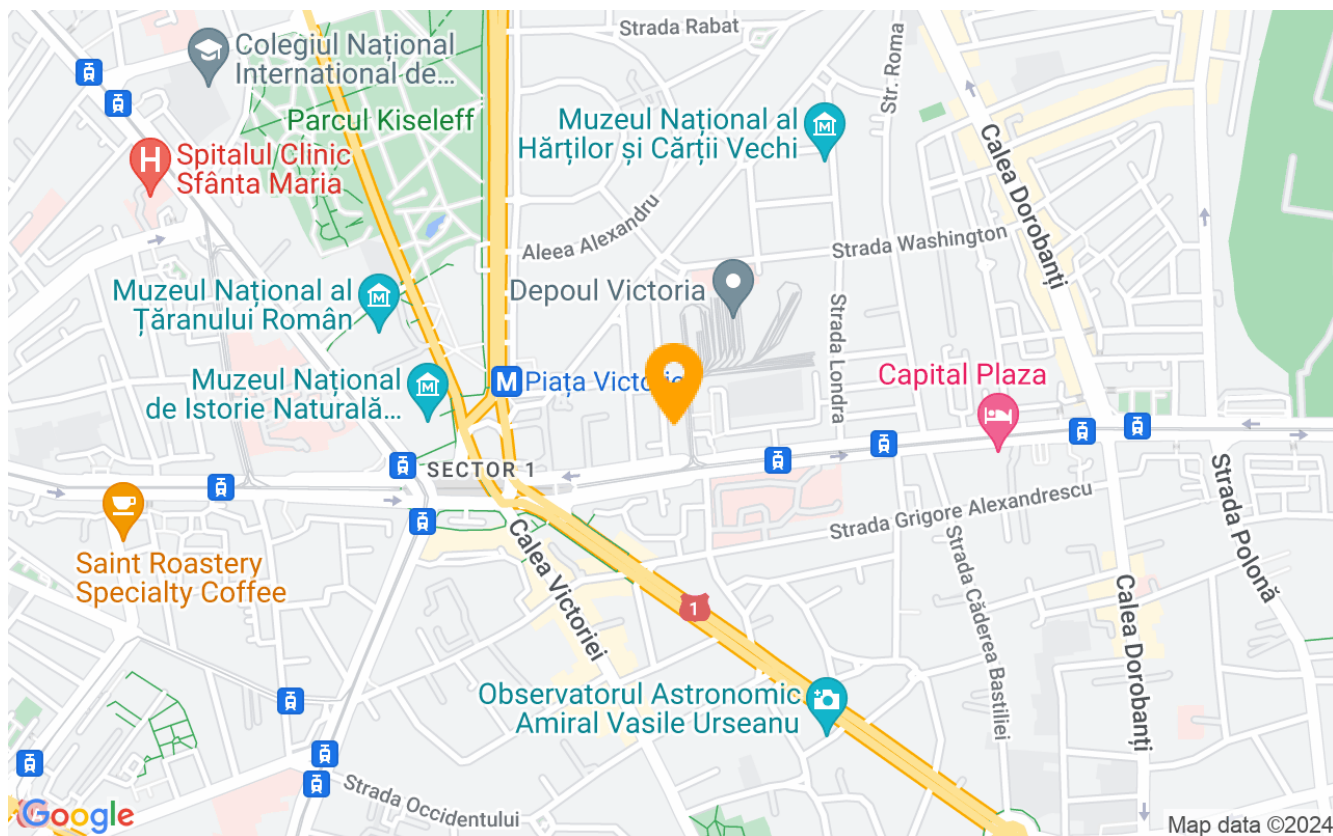 Strada Rabat
Colegiul Național
International de...
Str. Roma
Parcul Kiseleff
Muzeul Național al
Hărților și Cărții Vechi
Calea Dorobanți
H
Spitalul Clinic
Sfânta Maria
Aleea Alexandru
Strada Washington
Muzeul Național al
Țăranului Român
Depoul Victoria
Strada Londra
M
Piața Victorie
Muzeul Național
de Istorie Naturală...
Capital Plaza
SECTOR 1
Strada Grigore Alexandrescu
Strada Polonă
Saint Roastery
Specialty Coffee
Calea Victoriei
Strada Căderea Bastiliei
Calea Dorobanți
1
Observatorul Astronomic
Amiral Vasile Urseanu
Strada Occidentului
Google
Map data ©2024